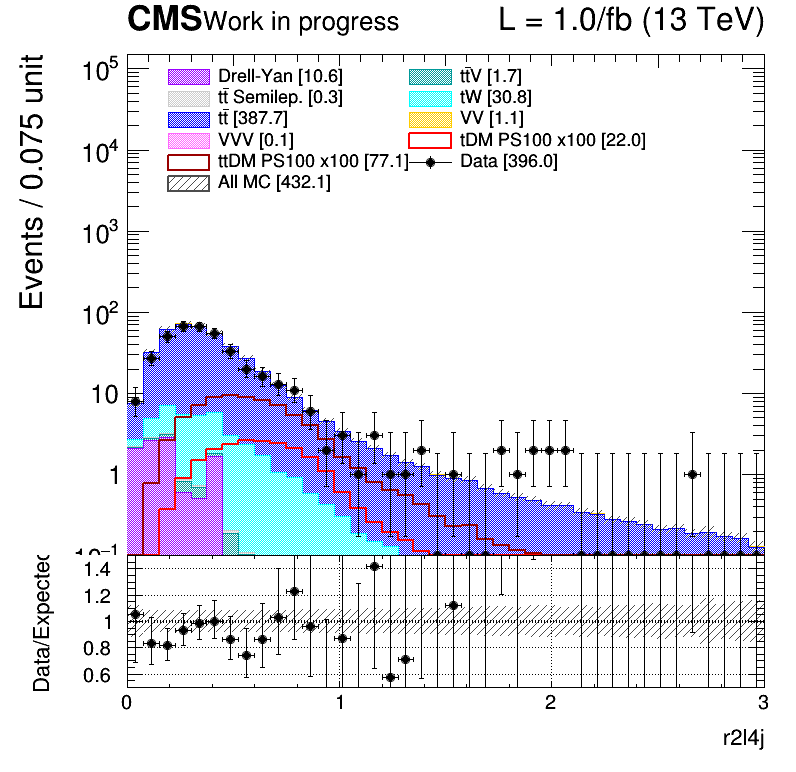 CMS Work in progress L = 1.0/fb (13 TeV)
Events / 0.075 unit
10⁵
10⁴
10³
10²
10
1
10⁻¹
Drell-Yan [10.6]
tt̄V [1.7]
tt̄ Semilep. [0.3]
tW [30.8]
tt̄ [387.7]
VV [1.1]
VVV [0.1]
tDM PS100 x100 [22.0]
ttDM PS100 x100 [77.1]
Data [396.0]
All MC [432.1]
Data/Expected
1.4
1.2
1
0.8
0.6
0 1 2 3
r2l4j